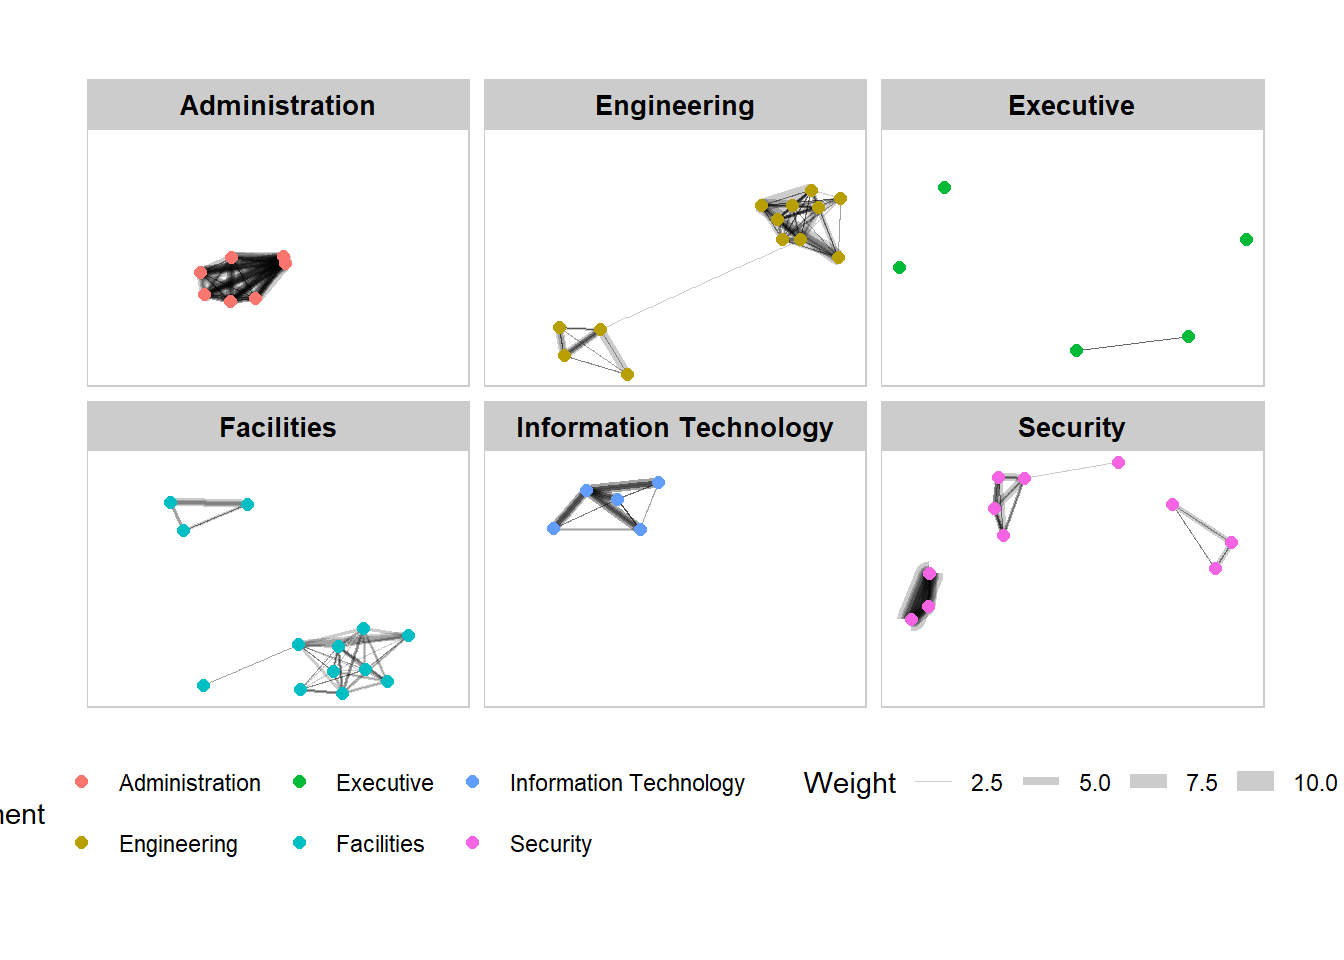 Administration
Engineering
Executive
Facilities
Information Technology
Security
Administration
Executive
Information Technology
Weight
2.5
5.0
7.5
10.0
nent
Engineering
Facilities
Security